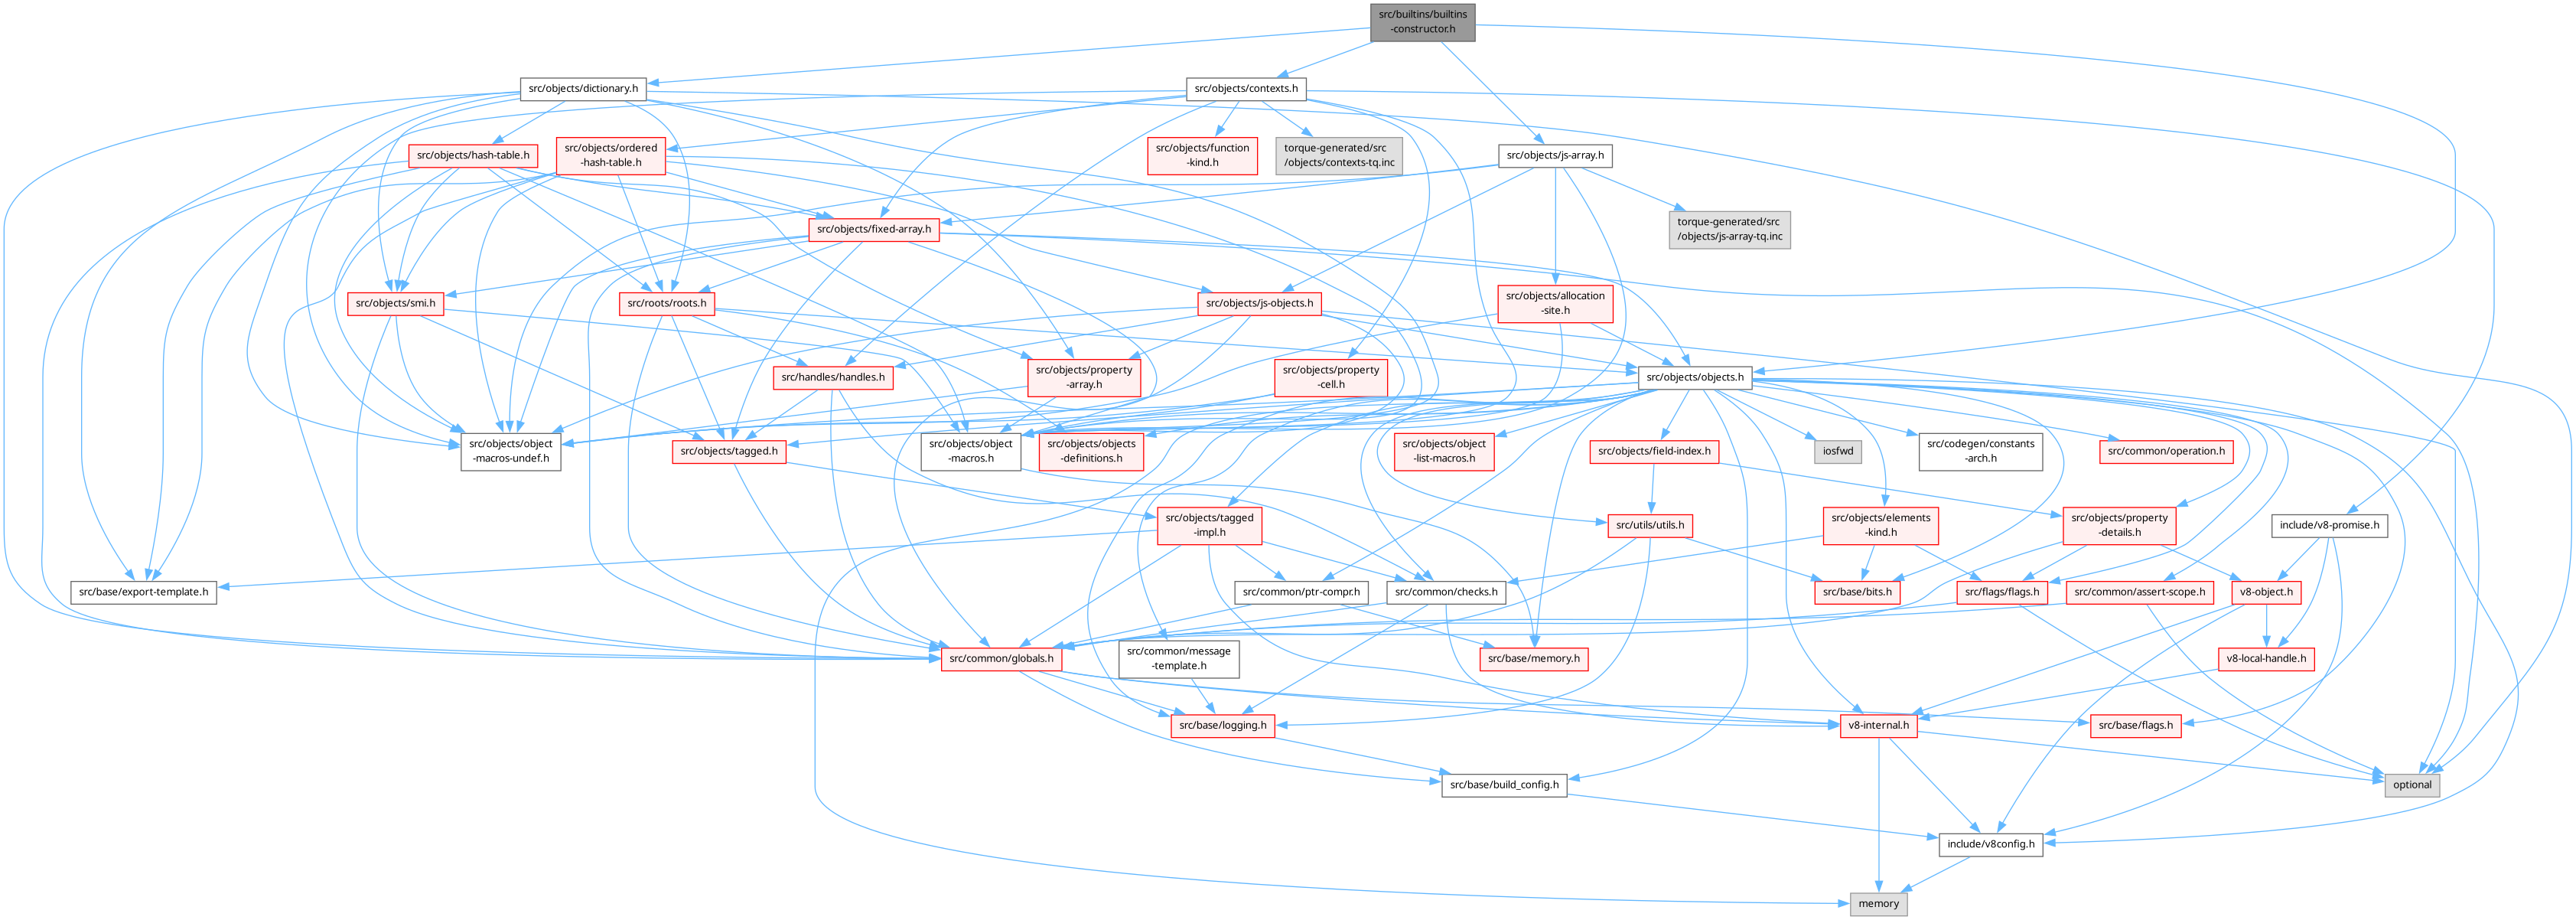 src/builtins/builtins
-constructor.h
src/objects/dictionary.h
src/objects/contexts.h
src/objects/hash-table.h
src/objects/ordered
-hash-table.h
src/objects/function
-kind.h
torque-generated/src
/objects/contexts-tq.inc
src/objects/js-array.h
src/objects/fixed-array.h
torque-generated/src
/objects/js-array-tq.inc
src/objects/smi.h
src/roots/roots.h
src/objects/js-objects.h
src/objects/allocation
-site.h
src/handles/handles.h
src/objects/property
-array.h
src/objects/property
-cell.h
src/objects/objects.h
src/objects/object
-macros-undef.h
src/objects/tagged.h
src/objects/object
-macros.h
src/objects/objects
-definitions.h
src/objects/object
-list-macros.h
src/objects/field-index.h
iosfwd
src/codegen/constants
-arch.h
src/common/operation.h
src/objects/tagged
-impl.h
src/utils/utils.h
src/objects/elements
-kind.h
src/objects/property
-details.h
include/v8-promise.h
src/base/export-template.h
src/common/ptr-compr.h
src/common/checks.h
src/base/bits.h
src/flags/flags.h
src/common/assert-scope.h
v8-object.h
src/common/globals.h
src/common/message
-template.h
src/base/memory.h
v8-local-handle.h
src/base/logging.h
v8-internal.h
src/base/flags.h
src/base/build_config.h
optional
include/v8config.h
memory